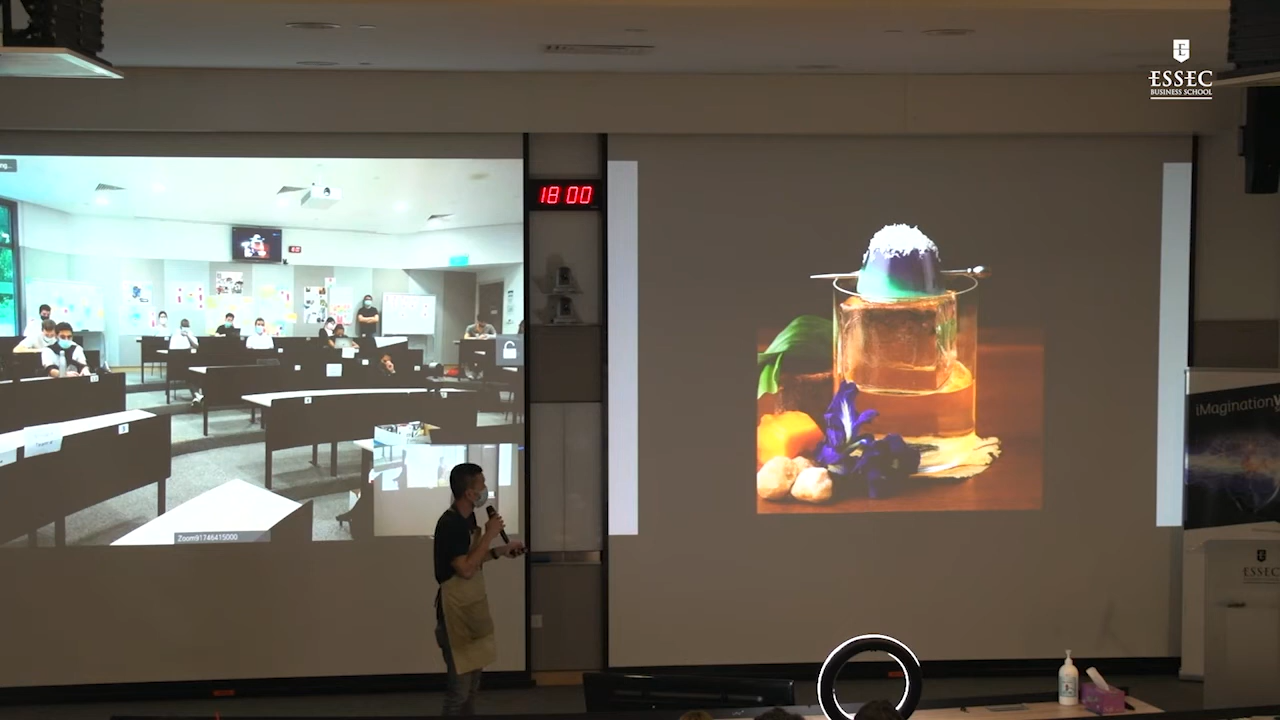 ESSEC
BUSINESS SCHOOL
18 00
iMagination
Zoom91746415000
ESSEC